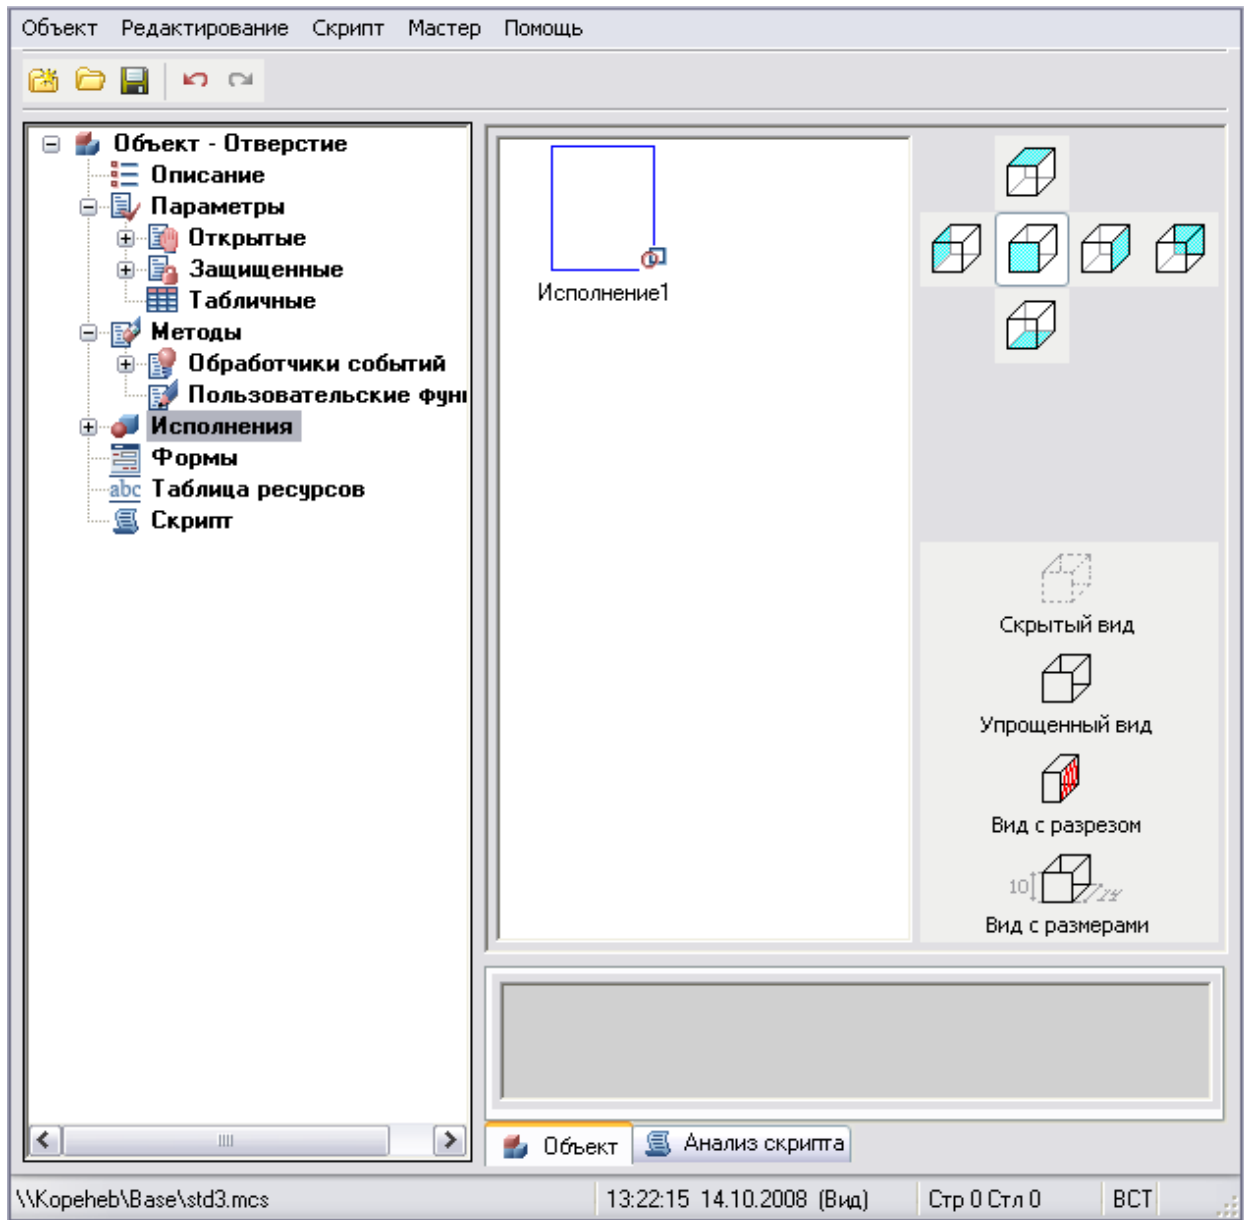 Объект Редактирование Скрипт Мастер Помощь
Объект - Отверстие
Описание
Параметры
Открытые
Защищенные
Табличные
Методы
Обработчики событий
Пользовательские
Исполнения
Формы
abc Таблица ресурсов
Скрипт
Исполнение1
Скрытый вид
Упрощенный вид
Вид с разрезом
10
Вид с размерами
Объект Анализ скрипта
\\Kopeheb\Base\std3.mcs 13:22:15 14.10.2008 (Вид) Стр 0 Стл 0 ВСТ